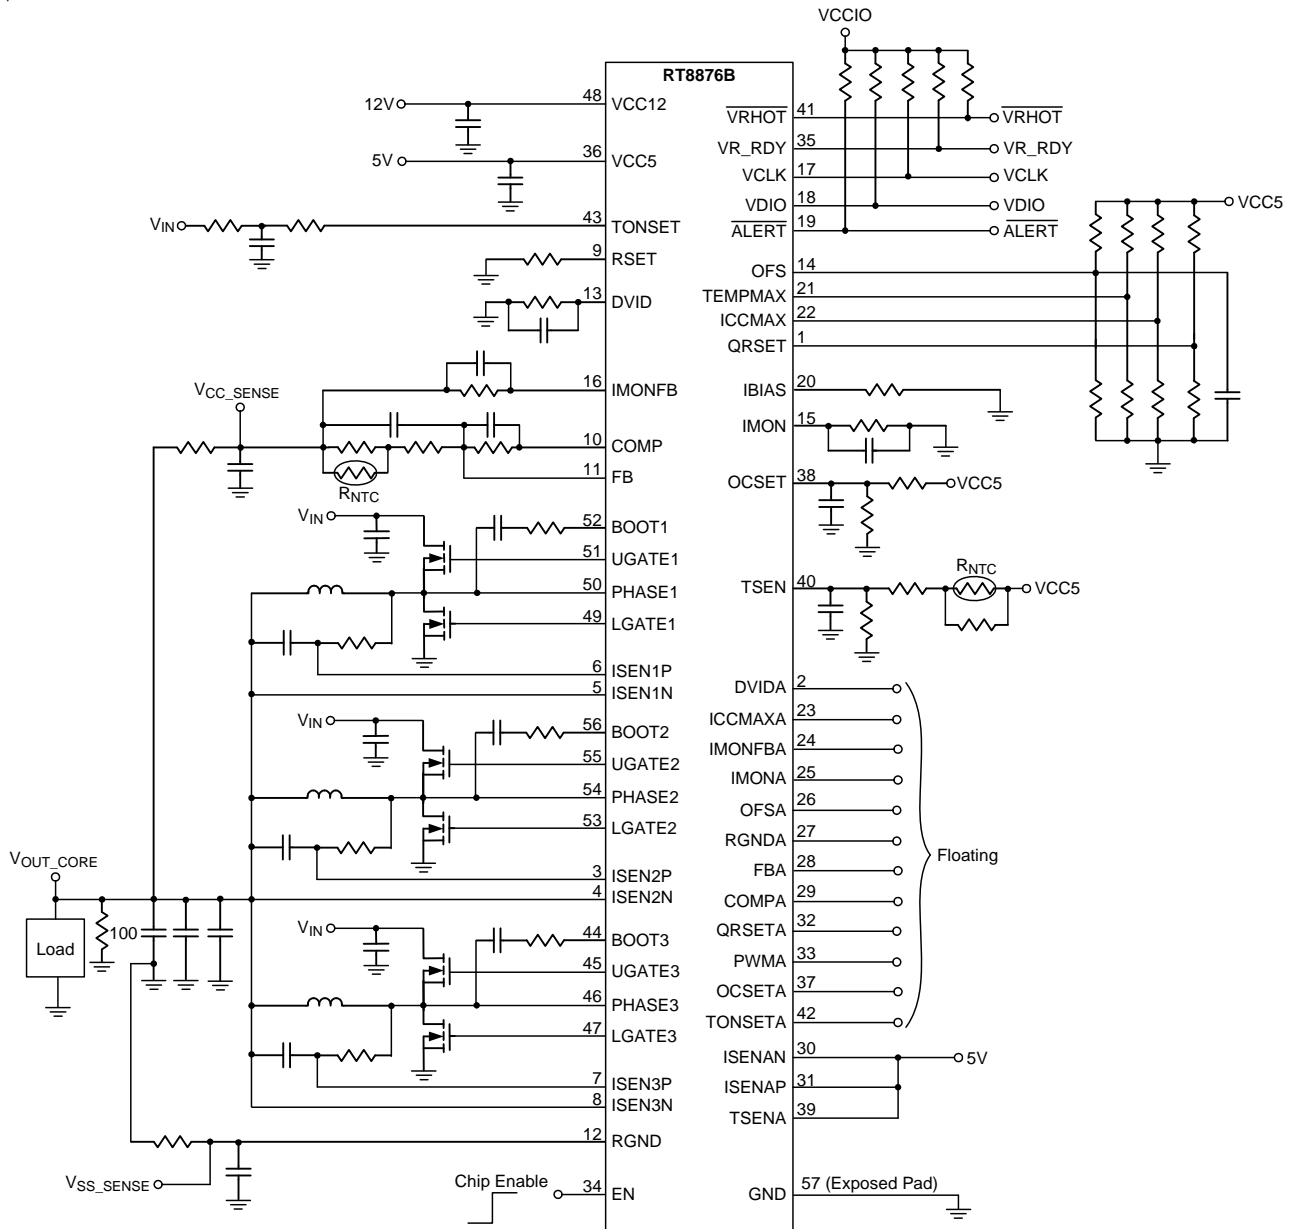 VCCIO
RT8876B
12V
48
VCC12
VRHOT
41
VRHOT
5V
36
VCC5
VR_RDY
35
VR_RDY
VCLK
17
VCLK
VDIO
18
VDIO
ALERT
19
ALERT
VCC5
VIN
43
TONSET
9
RSET
13
DVID
OFS
14
TEMPMAX
21
ICCMAX
22
QRSET
1
VCC_SENSE
16
IMONFB
IBIAS
20
IMON
15
10
COMP
11
FB
RNTC
OCSET
38
VCC5
VIN
52
BOOT1
51
UGATE1
50
PHASE1
49
LGATE1
6
ISEN1P
5
ISEN1N
TSEN
40
RNTC
VCC5
VIN
56
BOOT2
55
UGATE2
54
PHASE2
53
LGATE2
3
ISEN2P
4
ISEN2N
DVIDA
2
ICCMAXA
23
IMONFBA
24
IMONA
25
OFSA
26
RGNDA
27
FBA
28
COMPA
29
QRSETA
32
PWMA
33
OCSETA
37
TONSETA
42
Floating
VOUT_CORE
Load
100
VIN
44
BOOT3
45
UGATE3
46
PHASE3
47
LGATE3
7
ISEN3P
8
ISEN3N
ISENAN
30
5V
ISENAP
31
TSENA
39
12
RGND
VSS_SENSE
Chip Enable
34
EN
GND
57 (Exposed Pad)